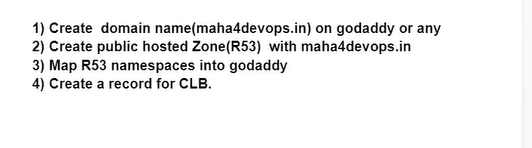 1) Create domain name(maha4devops.in) on godaddy or any
2) Create public hosted Zone(R53) with maha4devops.in
3) Map R53 namespaces into godaddy
4) Create a record for CLB.